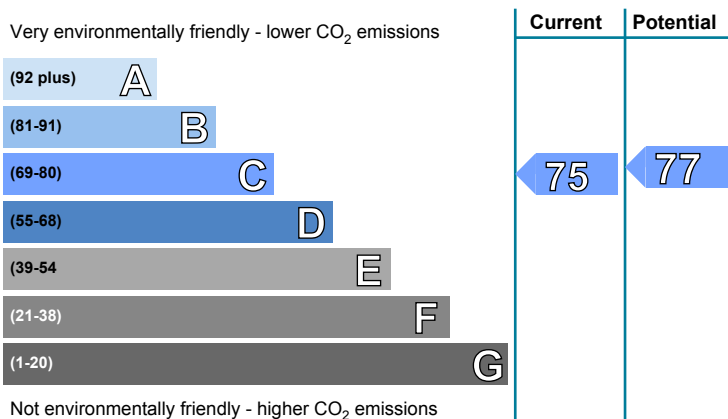 Very environmentally friendly - lower CO2 emissions
Current
Potential
(92 plus) A
(81-91) B
(69-80) C
75
77
(55-68) D
(39-54 E
(21-38) F
(1-20) G
Not environmentally friendly - higher CO2 emissions